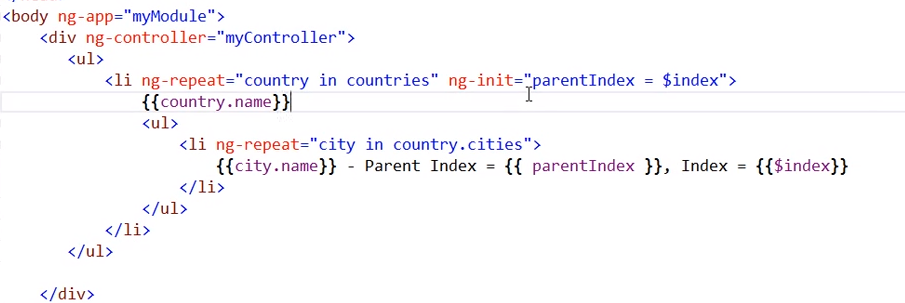 <body ng-app="myModule">
<div ng-controller="myController">
<ul>
<li ng-repeat="country in countries" ng-init="parentIndex = $index">
{{country.name}}
<ul>
<li ng-repeat="city in country.cities">
{{city.name}} - Parent Index = {{ parentIndex }}, Index = {{$index}}
</li>
</ul>
</li>
</ul>
</div>